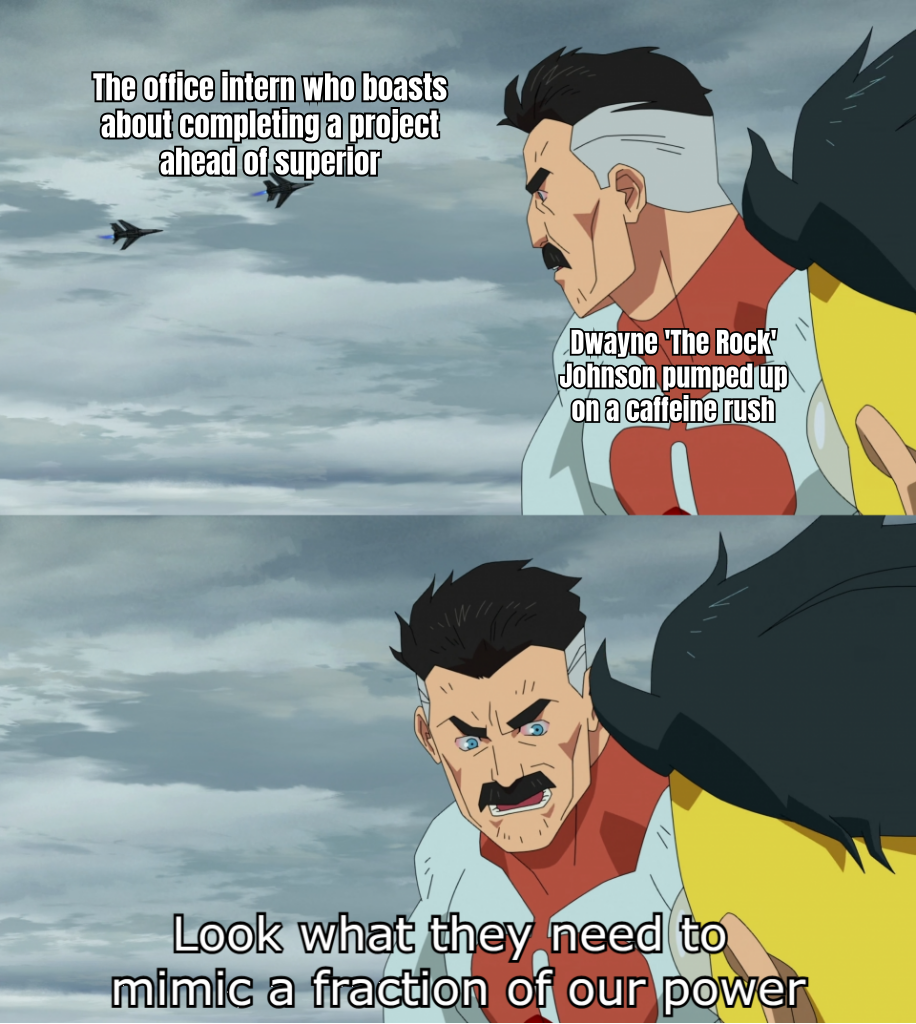 The office intern who boasts
about completing a project
ahead of superior
Dwayne 'The Rock'
Johnson pumped up
on a caffeine rush
Look what they need to
mimic a fraction of our power